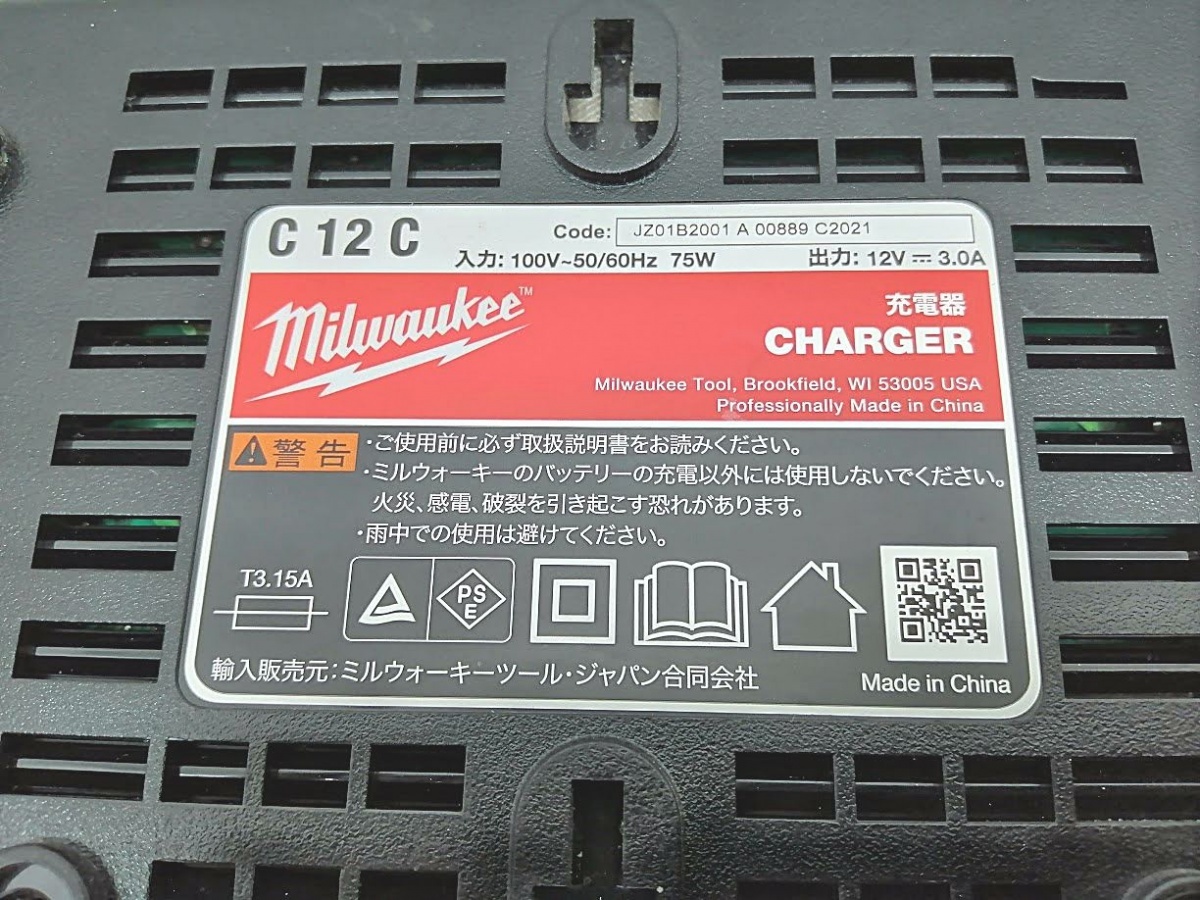 C 12 C
Code: JZ01B2001 A 00889 C2021
入力: 100V~50/60Hz 75W 出力: 12V ⎓ 3.0A
Milwaukee™
充電器
CHARGER
Milwaukee Tool, Brookfield, WI 53005 USA
Professionally Made in China
警告 ・ご使用前に必ず取扱説明書をお読みください。
・ミルウォーキーのバッテリーの充電以外には使用しないでください。
火災、感電、破裂を引き起こす恐れがあります。
・雨中での使用は避けてください。
T3.15A
PS
E
輸入販売元:ミルウォーキーツール・ジャパン合同会社
Made in China